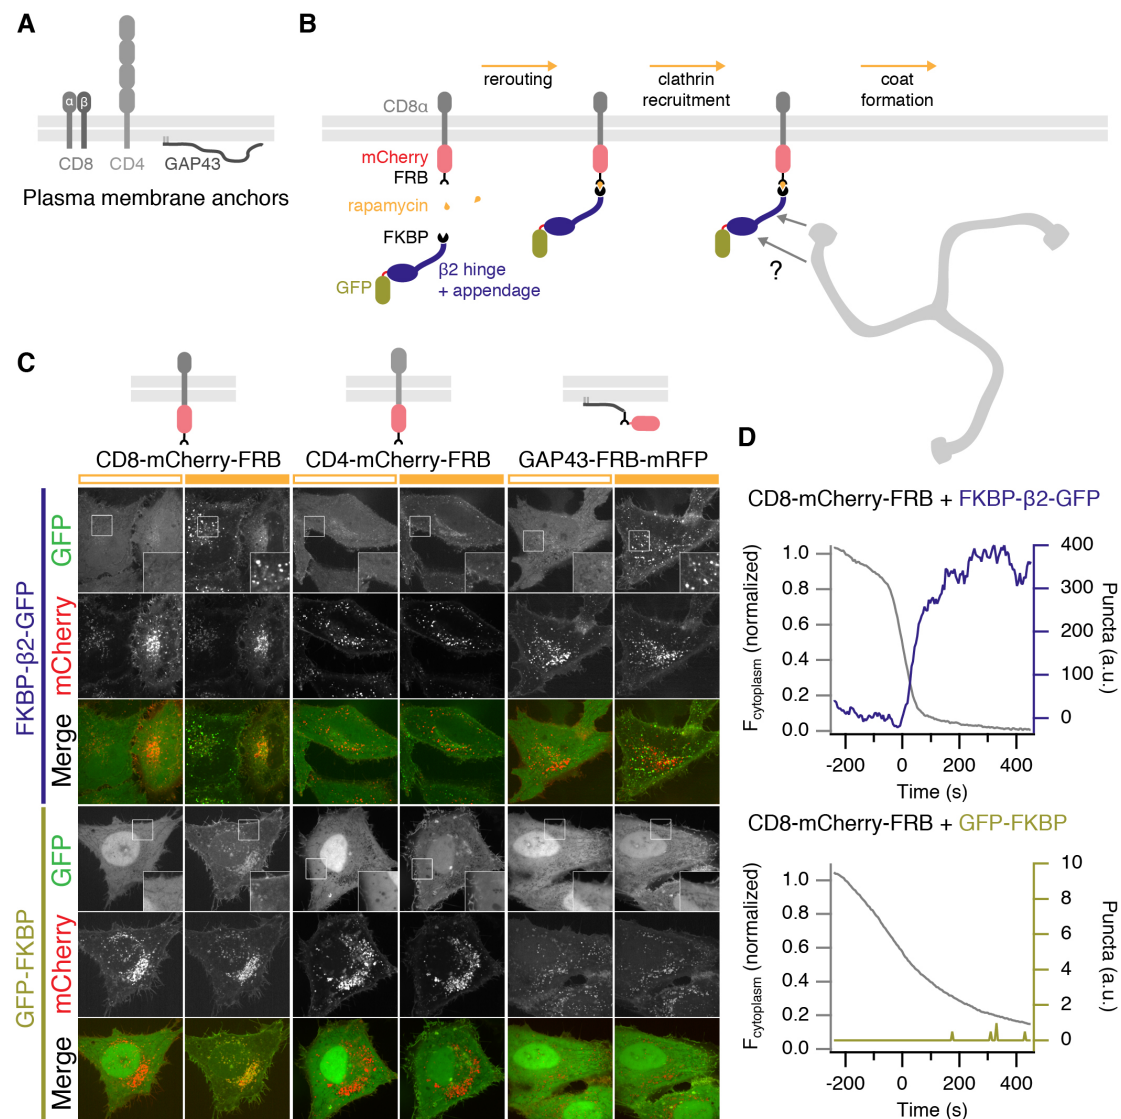 A
α
β
CD8
CD4
GAP43
Plasma membrane anchors
B
rerouting
clathrin
recruitment
coat
formation
CD8α
mCherry
FRB
rapamycin
FKBP
β2 hinge
+ appendage
GFP
?
C
CD8-mCherry-FRB
CD4-mCherry-FRB
GAP43-FRB-mRFP
FKBP-β2-GFP
GFP
mCherry
Merge
GFP-FKBP
GFP
mCherry
Merge
D
CD8-mCherry-FRB + FKBP-β2-GFP
Fcytoplasm (normalized)
1.0
0.8
0.6
0.4
0.2
0.0
400
300
200
100
0
Puncta (a.u.)
-200
0
200
400
Time (s)
CD8-mCherry-FRB + GFP-FKBP
Fcytoplasm (normalized)
1.0
0.8
0.6
0.4
0.2
0.0
10
8
6
4
2
0
Puncta (a.u.)
-200
0
200
400
Time (s)